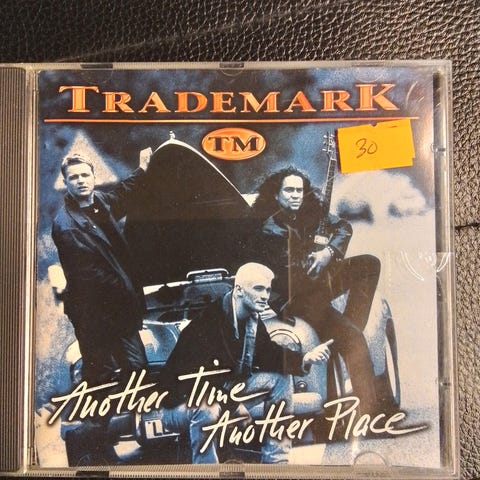 TRADEMARK
TM
30
Another Time
Another Place